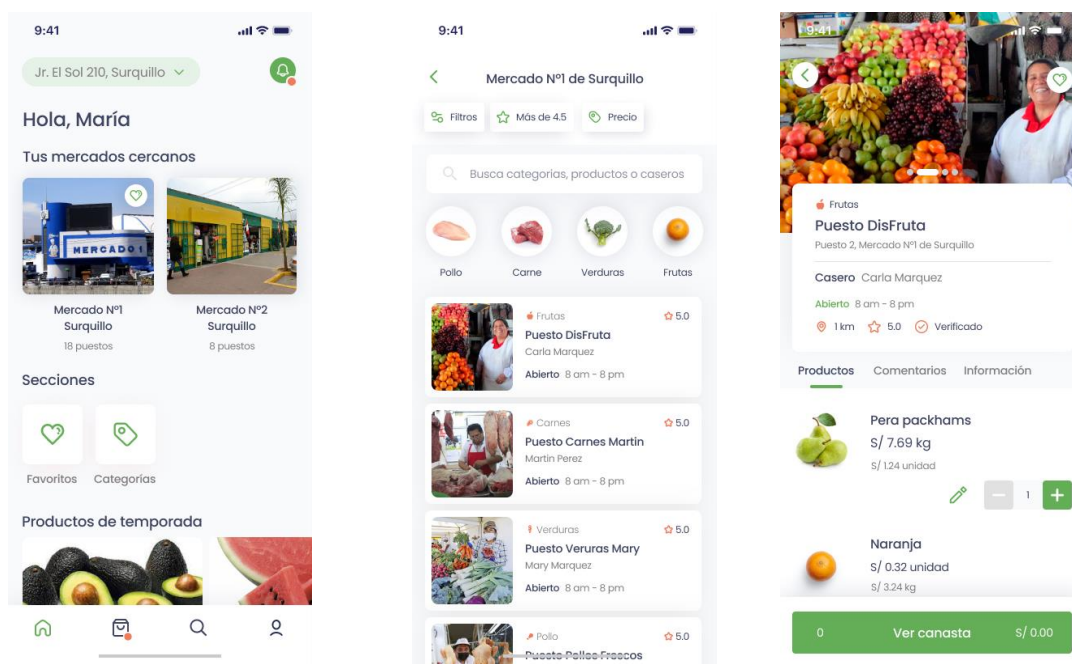 9:41
Jr. El Sol 210, Surquillo
Hola, María
Tus mercados cercanos
MERCADO 1
Mercado Nº1
Surquillo
18 puestos
Mercado Nº2
Surquillo
8 puestos
Secciones
Favoritos
Categorías
Productos de temporada
9:41
Mercado Nº1 de Surquillo
Filtros
Más de 4.5
Precio
Busca categorias, productos o caseros
Pollo
Carne
Verduras
Frutas
Frutas
5.0
Puesto DisFruta
Carla Marquez
Abierto 8 am - 8 pm
Carnes
5.0
Puesto Carnes Martin
Martin Perez
Abierto 8 am - 8 pm
Verduras
5.0
Puesto Veruras Mary
Mary Marquez
Abierto 8 am - 8 pm
Pollo
5.0
Puesto Pollos Frescos
9:41
Frutas
Puesto DisFruta
Puesto 2, Mercado Nº1 de Surquillo
Casero Carla Marquez
Abierto 8 am - 8 pm
1 km
5.0
Verificado
Productos
Comentarios
Información
Pera packhams
S/ 7.69 kg
S/ 1.24 unidad
1
Naranja
S/ 0.32 unidad
S/ 3.24 kg
0
Ver canasta
S/ 0.00